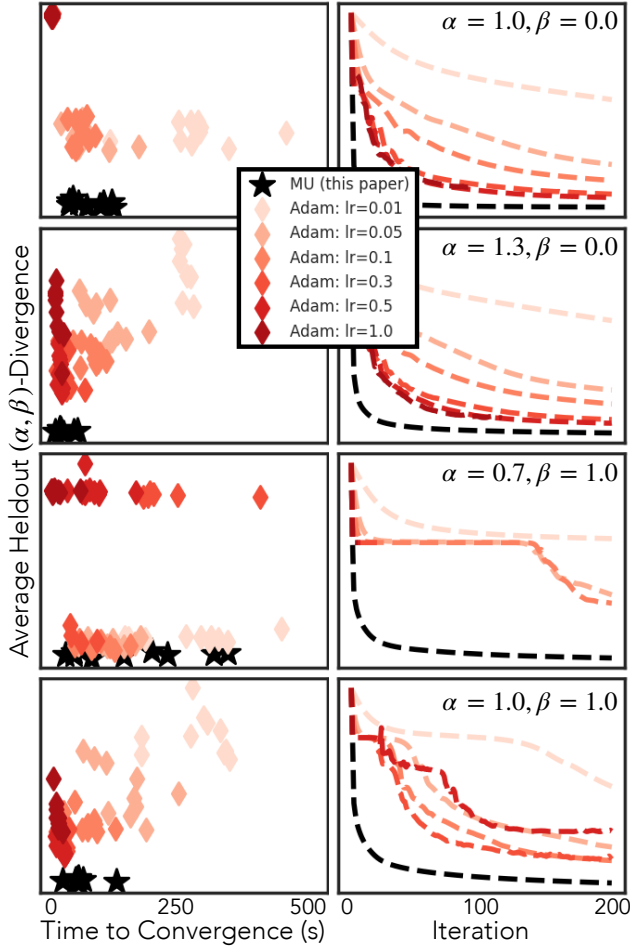 α = 1.0, β = 0.0
MU (this paper)
Adam: lr=0.01
Adam: lr=0.05
Adam: lr=0.1
Adam: lr=0.3
Adam: lr=0.5
Adam: lr=1.0
α = 1.3, β = 0.0
α = 0.7, β = 1.0
α = 1.0, β = 1.0
Average Heldout (α, β)-Divergence
0 250 500
0 100 200
Time to Convergence (s)
Iteration